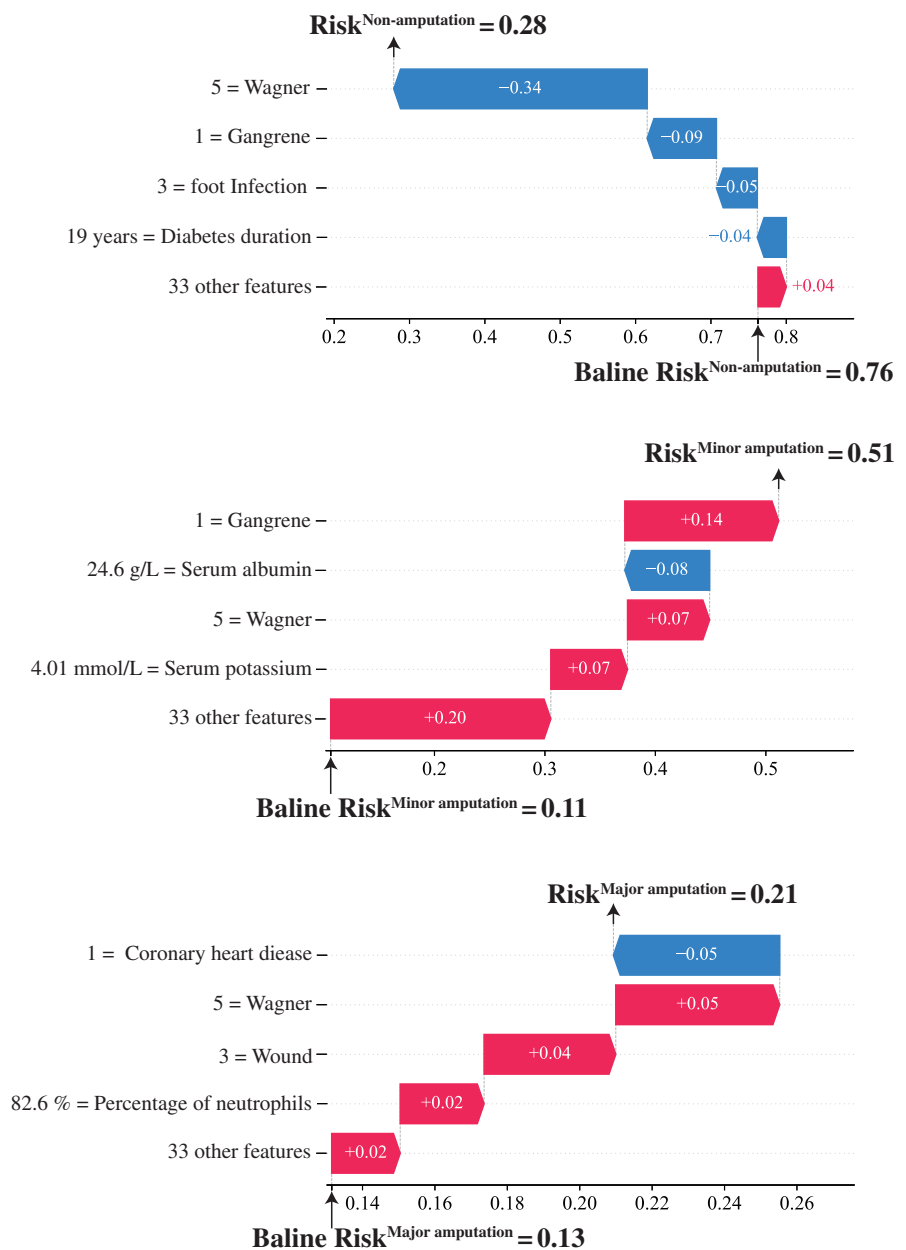 Risk^Non-amputation = 0.28
5 = Wagner
−0.34
1 = Gangrene
−0.09
3 = foot Infection
−0.05
19 years = Diabetes duration
−0.04
33 other features
+0.04
0.2 0.3 0.4 0.5 0.6 0.7 0.8
Baline Risk^Non-amputation = 0.76
Risk^Minor amputation = 0.51
1 = Gangrene
+0.14
24.6 g/L = Serum albumin
−0.08
5 = Wagner
+0.07
4.01 mmol/L = Serum potassium
+0.07
33 other features
+0.20
0.2 0.3 0.4 0.5
Baline Risk^Minor amputation = 0.11
Risk^Major amputation = 0.21
1 = Coronary heart diease
−0.05
5 = Wagner
+0.05
3 = Wound
+0.04
82.6 % = Percentage of neutrophils
+0.02
33 other features
+0.02
0.14 0.16 0.18 0.20 0.22 0.24 0.26
Baline Risk^Major amputation = 0.13